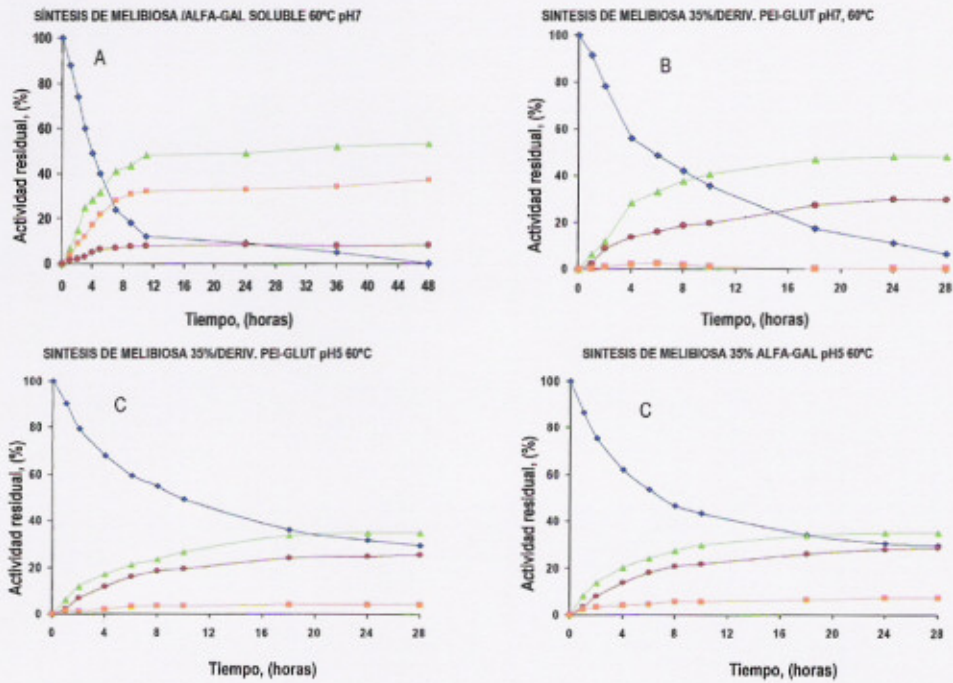 SÍNTESIS DE MELIBIOSA /ALFA-GAL SOLUBLE 60ºC pH7
A
Actividad residual, (%)
100
80
60
40
20
0
0 4 8 12 16 20 24 28 32 36 40 44 48
Tiempo, (horas)
SINTESIS DE MELIBIOSA 35%/DERIV. PEI-GLUT pH7, 60ºC
B
Actividad residual, (%)
100
80
60
40
20
0
0 4 8 12 16 20 24 28
Tiempo, (horas)
SINTESIS DE MELIBIOSA 35%/DERIV. PEI-GLUT pH5 60ºC
C
Actividad residual, (%)
100
80
60
40
20
0
0 4 8 12 16 20 24 28
Tiempo, (horas)
SINTESIS DE MELIBIOSA 35% ALFA-GAL pH5 60ºC
C
Actividad residual, (%)
100
80
60
40
20
0
0 4 8 12 16 20 24 28
Tiempo, (horas)